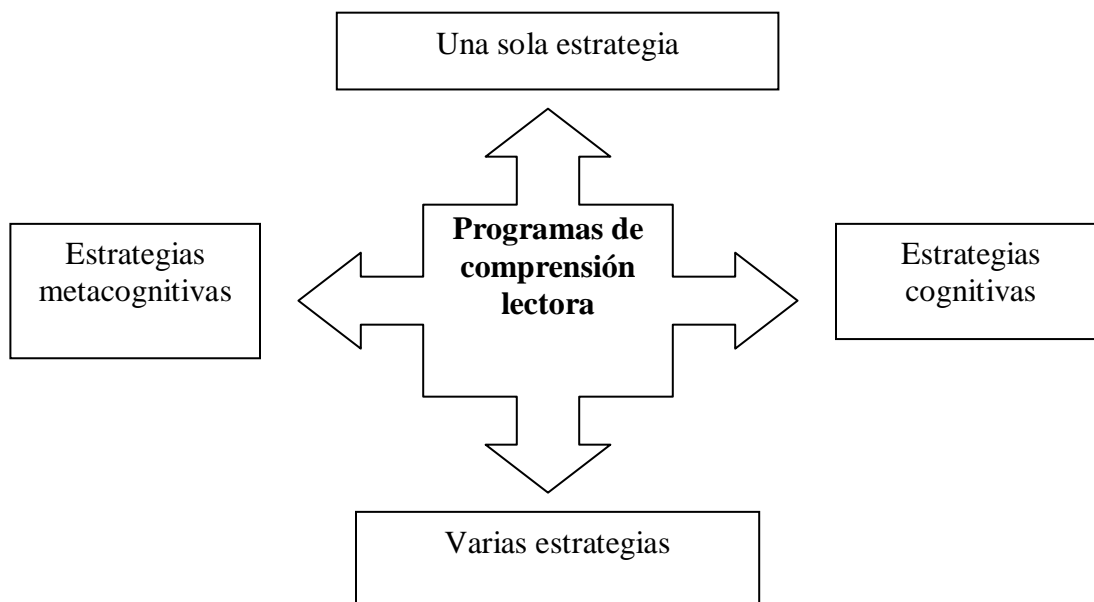 Una sola estrategia
Programas de
comprensión
lectora
Estrategias
metacognitivas
Estrategias
cognitivas
Varias estrategias